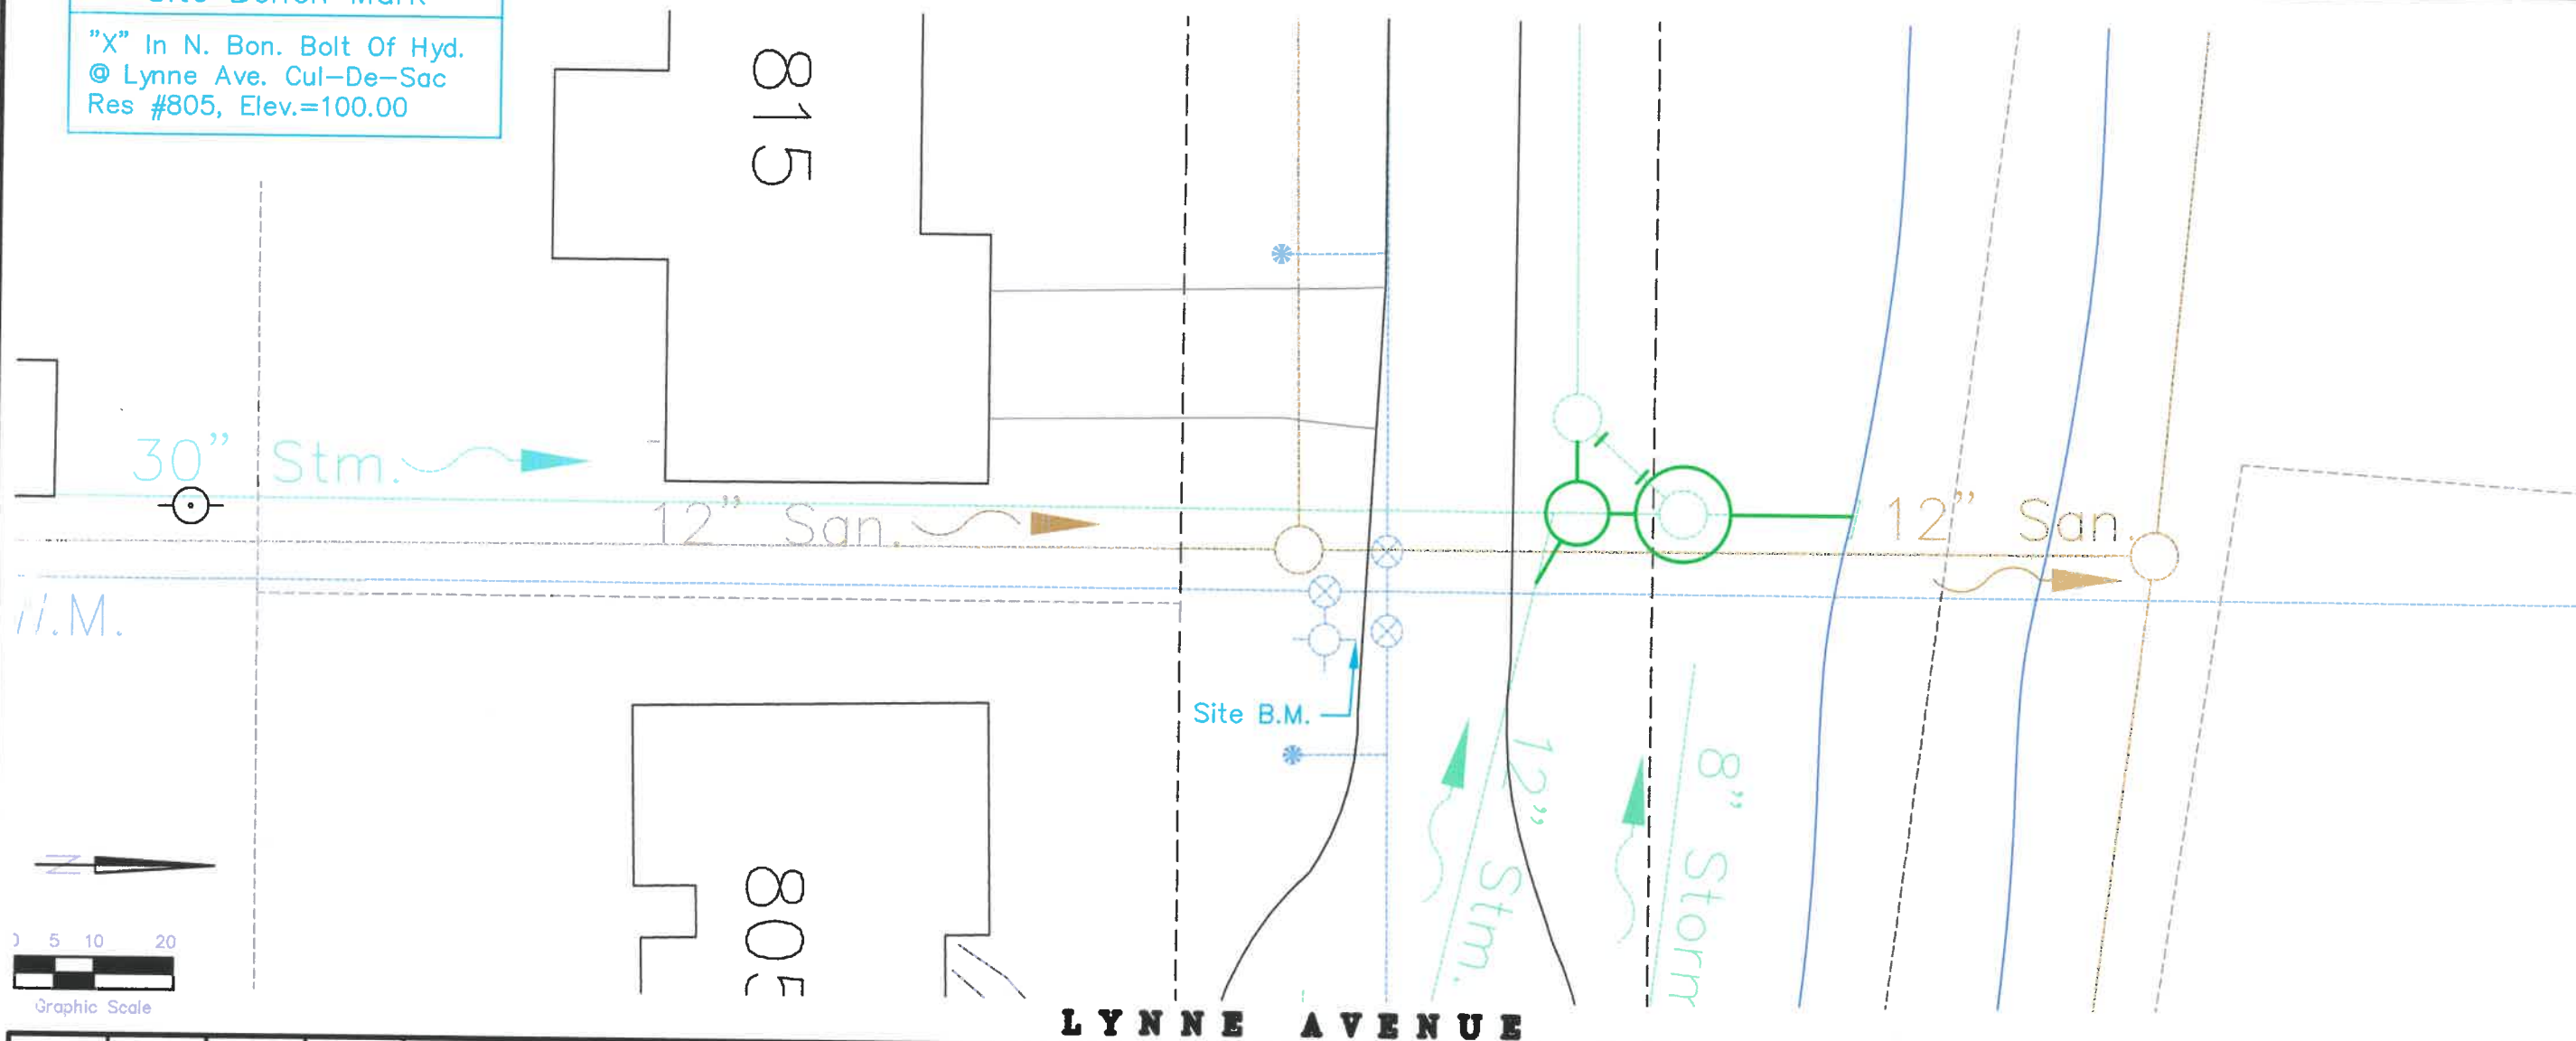 "X" In N. Bon. Bolt Of Hyd.
@ Lynne Ave. Cul-De-Sac
Res #805, Elev.=100.00
815
30" Stm.
12" San.
12" San.
W.M.
Site B.M.
12" Stm.
8" Storm
805
N
0 5 10 20
Graphic Scale
LYNNE AVENUE